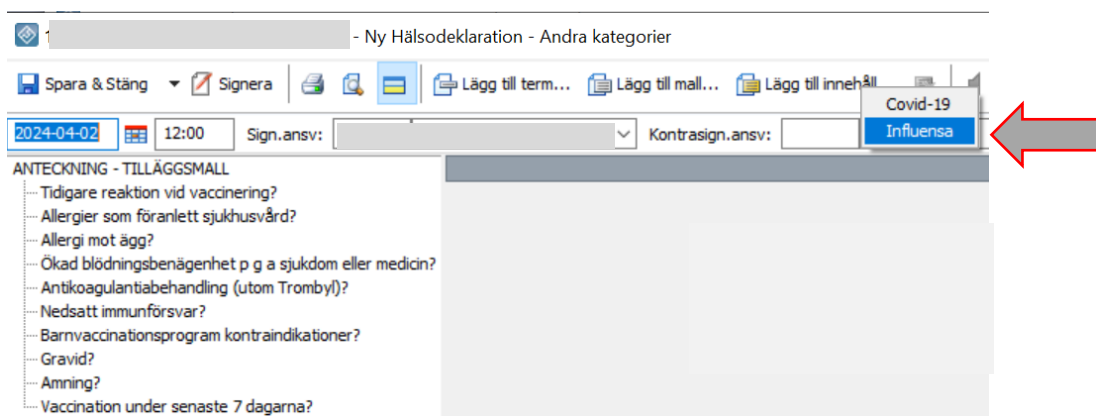 - Ny Hälsodeklaration - Andra kategorier
Spara & Stäng Signera Lägg till term... Lägg till mall... Lägg till innehåll
Covid-19
Influensa
2024-04-02 12:00 Sign.ansv: Kontrasign.ansv:
ANTECKNING - TILLÄGGSMALL
Tidigare reaktion vid vaccinering?
Allergier som föranlett sjukhusvård?
Allergi mot ägg?
Ökad blödningsbenägenhet p g a sjukdom eller medicin?
Antikoagulantiabehandling (utom Trombyl)?
Nedsatt immunförsvar?
Barnvaccinationsprogram kontraindikationer?
Gravid?
Amning?
Vaccination under senaste 7 dagarna?